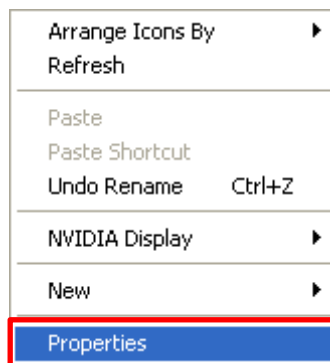 Arrange Icons By
Refresh
Paste
Paste Shortcut
Undo Rename Ctrl+Z
NVIDIA Display
New
Properties